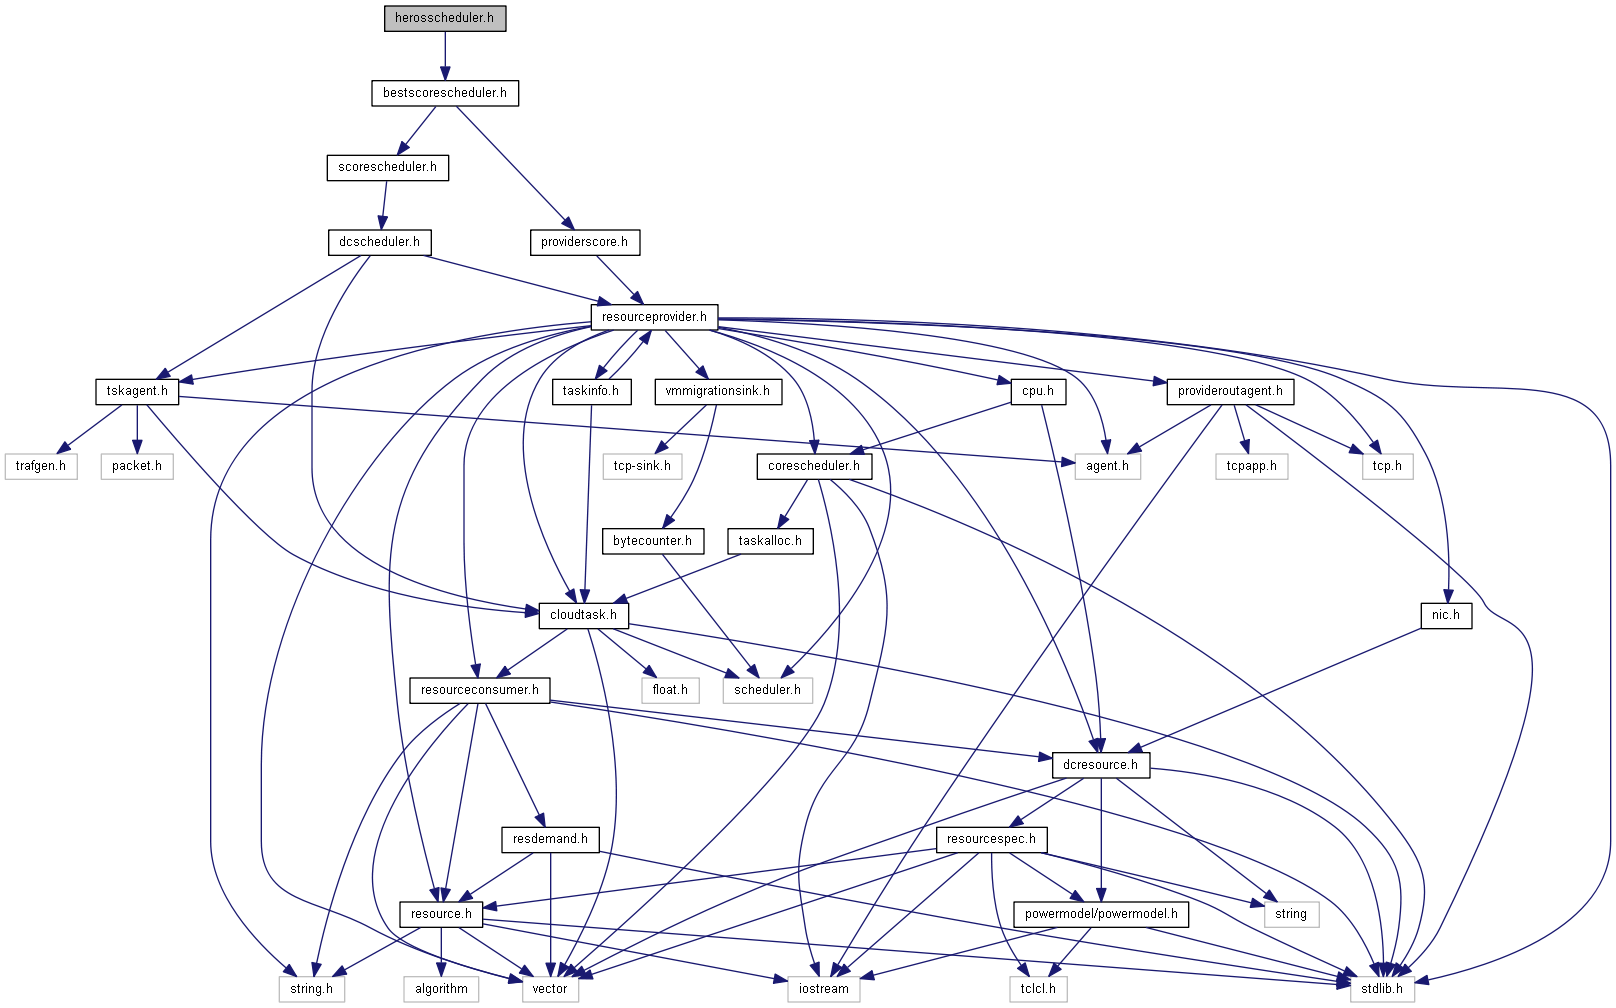 herosscheduler.h
bestscorescheduler.h
scorescheduler.h
dcscheduler.h
providerscore.h
resourceprovider.h
tskagent.h
taskinfo.h
vmmigrationsink.h
cpu.h
provideroutagent.h
trafgen.h
packet.h
tcp-sink.h
corescheduler.h
agent.h
tcpapp.h
tcp.h
bytecounter.h
taskalloc.h
cloudtask.h
nic.h
resourceconsumer.h
float.h
scheduler.h
dcresource.h
resdemand.h
resourcespec.h
resource.h
powermodel/powermodel.h
string
string.h
algorithm
vector
iostream
tclcl.h
stdlib.h